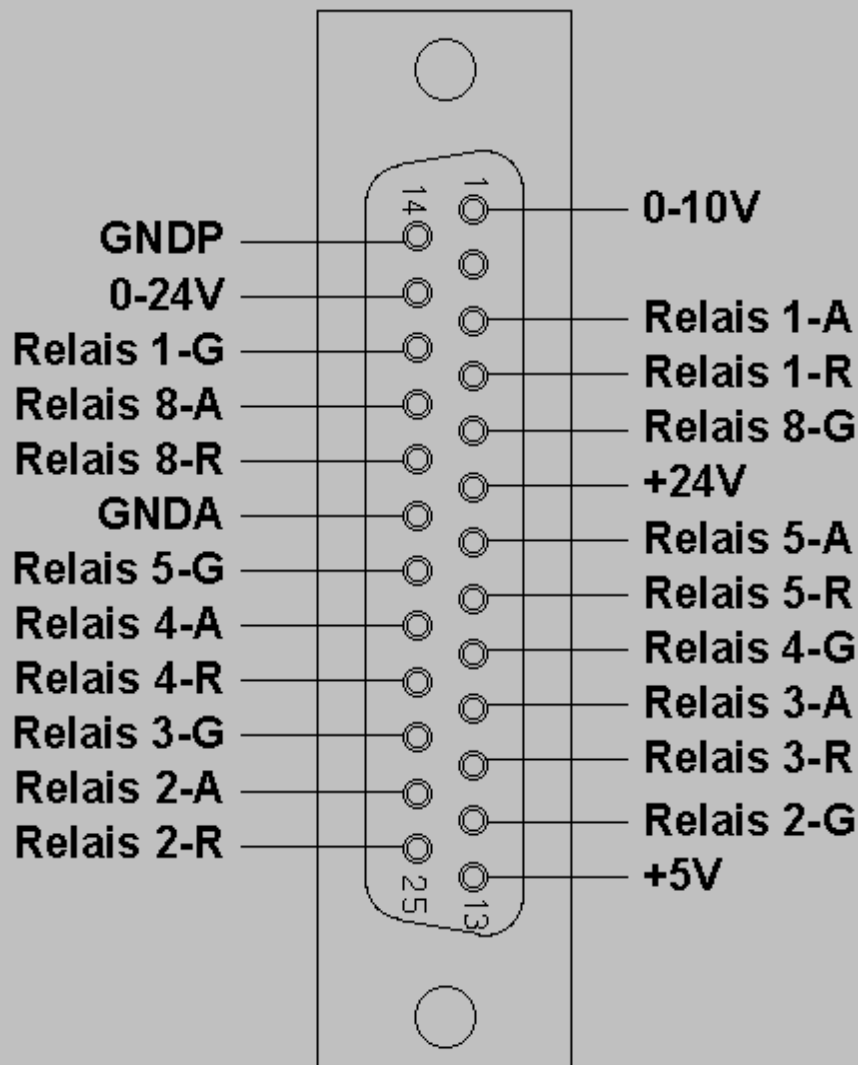 14
1
GNDP
0-10V
0-24V
Relais 1-G
Relais 1-A
Relais 8-A
Relais 1-R
Relais 8-R
Relais 8-G
GNDA
+24V
Relais 5-G
Relais 5-A
Relais 4-A
Relais 5-R
Relais 4-R
Relais 4-G
Relais 3-G
Relais 3-A
Relais 2-A
Relais 3-R
Relais 2-R
Relais 2-G
+5V
25
13